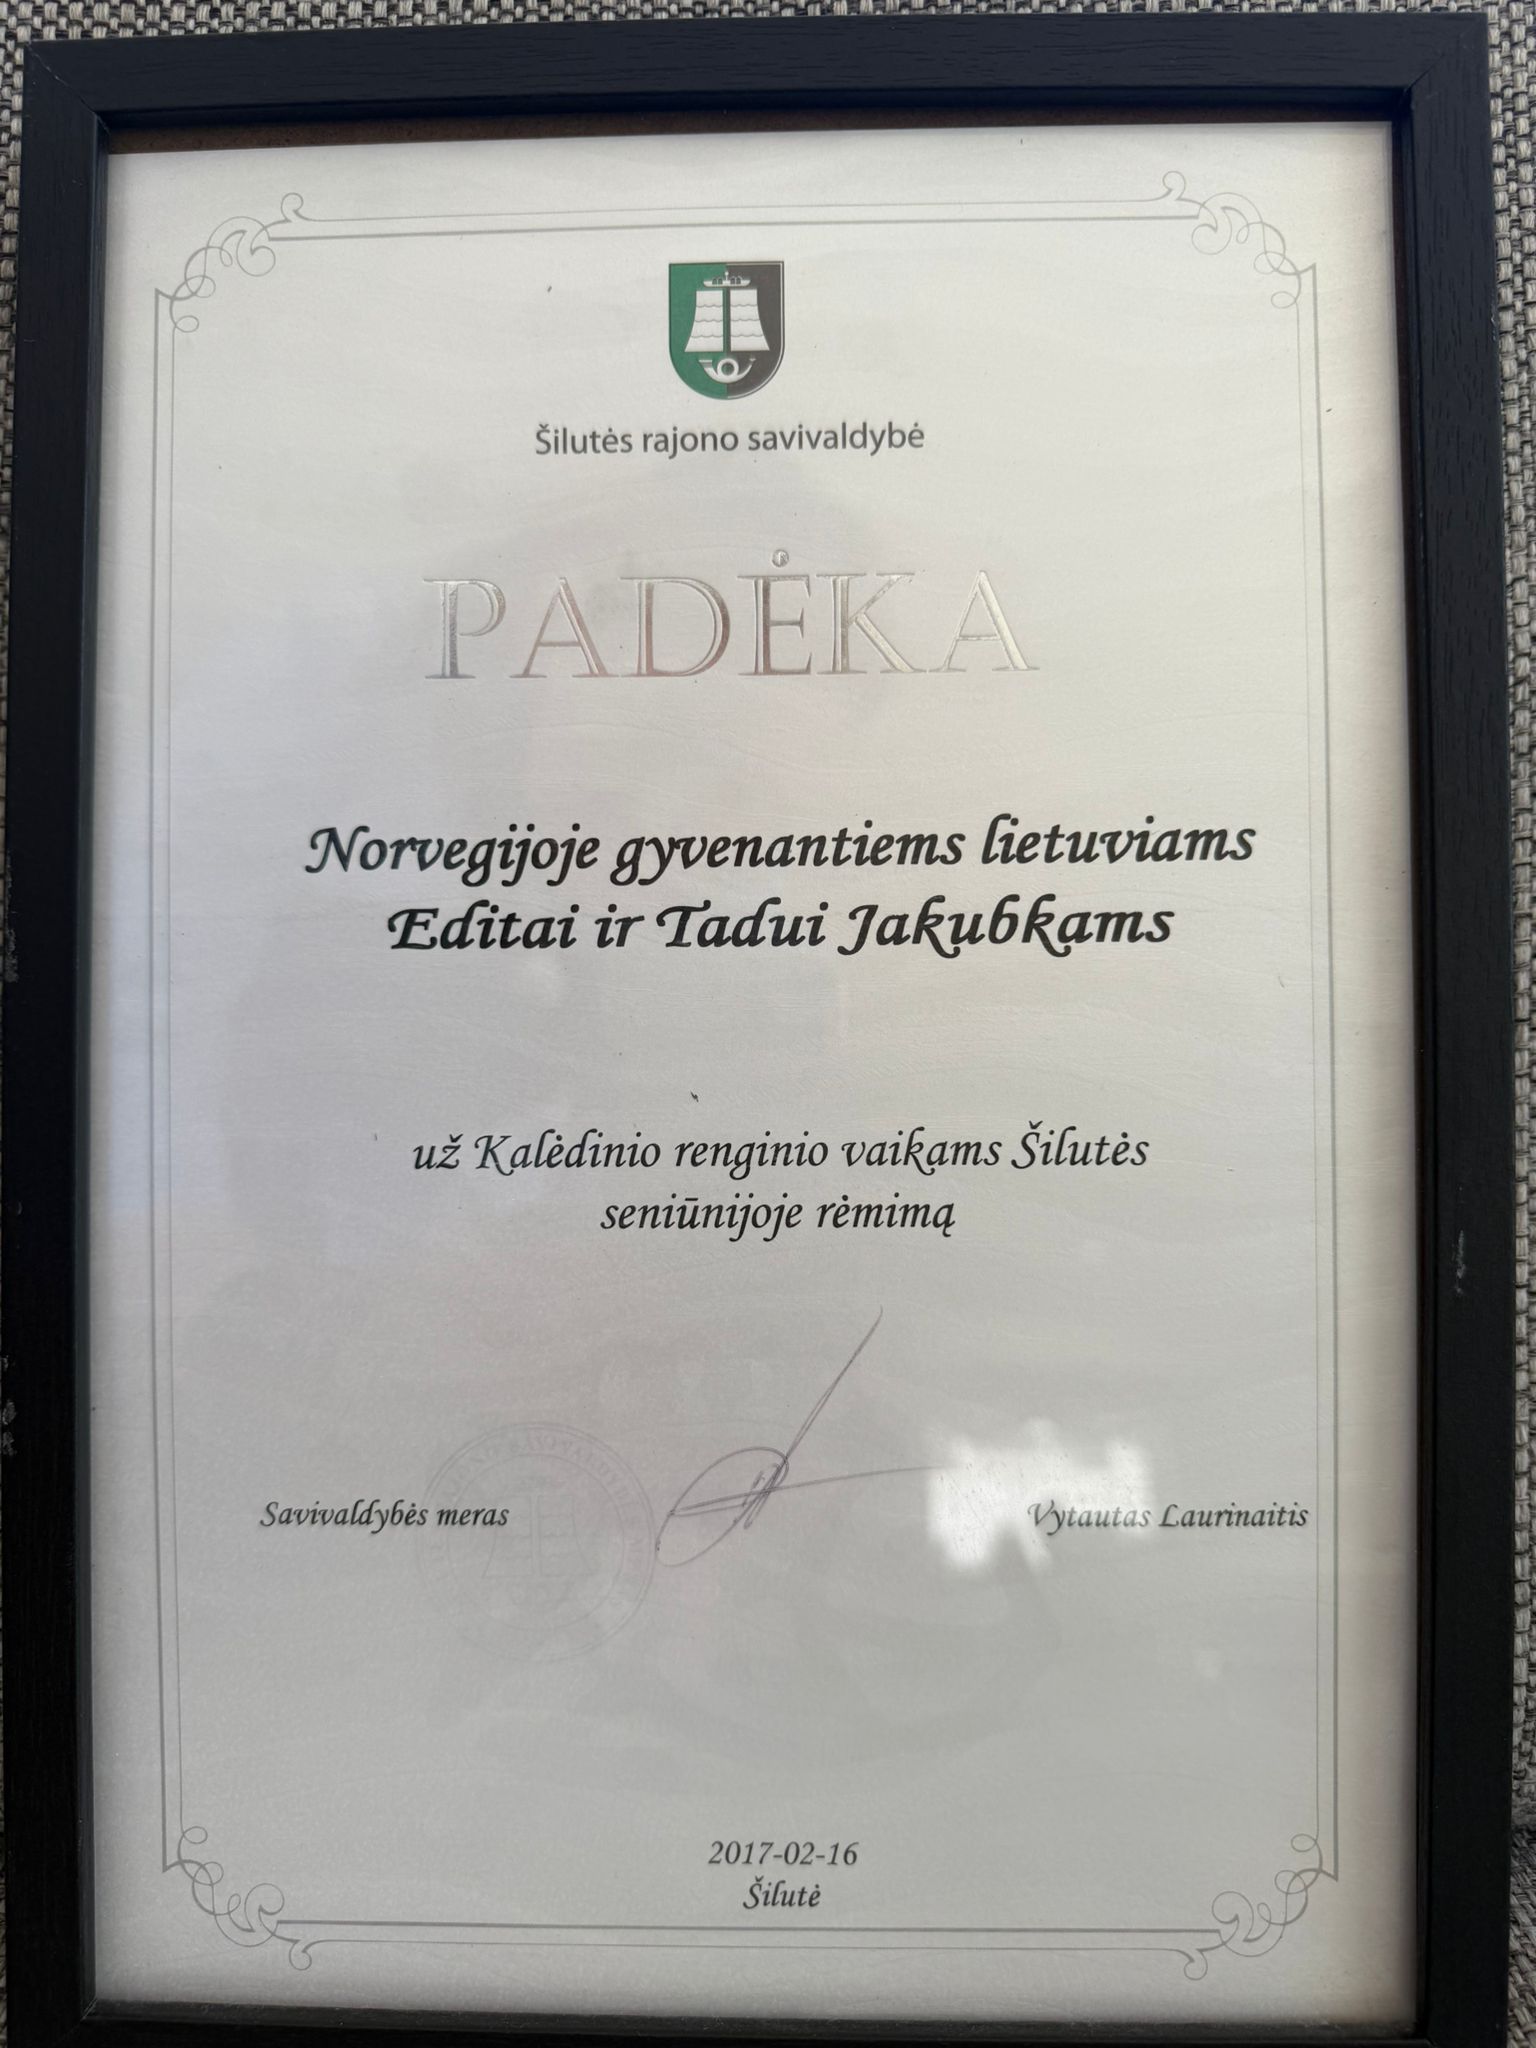 Šilutės rajono savivaldybė
PADĖKA
Norvegijoje gyvenantiems lietuviams
Editai ir Tadui Jakubkams
už Kalėdinio renginio vaikams Šilutės
seniūnijoje rėmimą
Savivaldybės meras
Vytautas Laurinaitis
2017-02-16
Šilutė